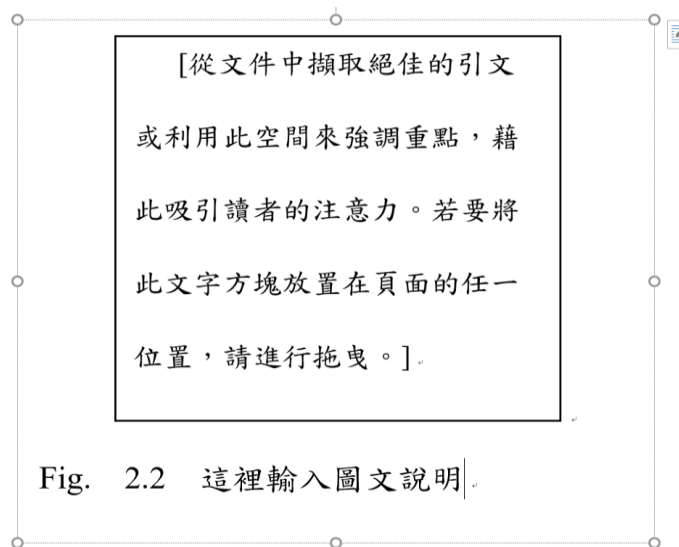 [從文件中擷取絕佳的引文
或利用此空間來強調重點，藉
此吸引讀者的注意力。若要將
此文字方塊放置在頁面的任一
位置，請進行拖曳。]
Fig. 2.2 這裡輸入圖文說明